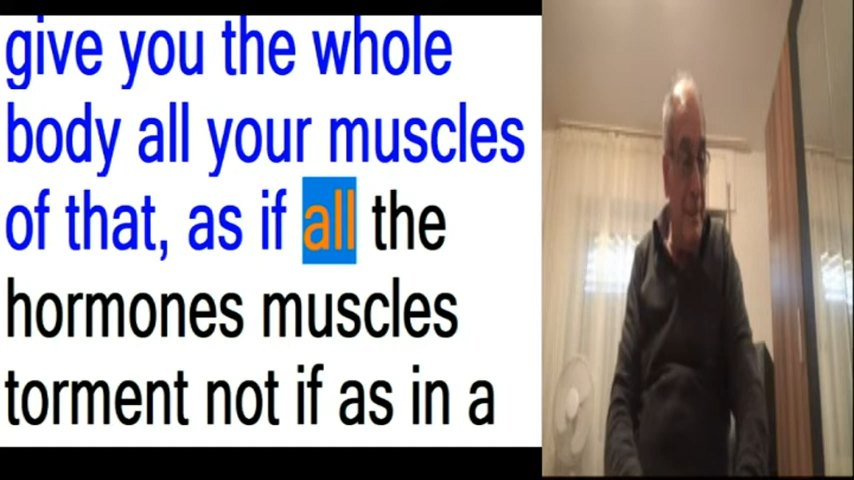 give you the whole
body all your muscles
of that, as if all the
hormones muscles
torment not if as in a